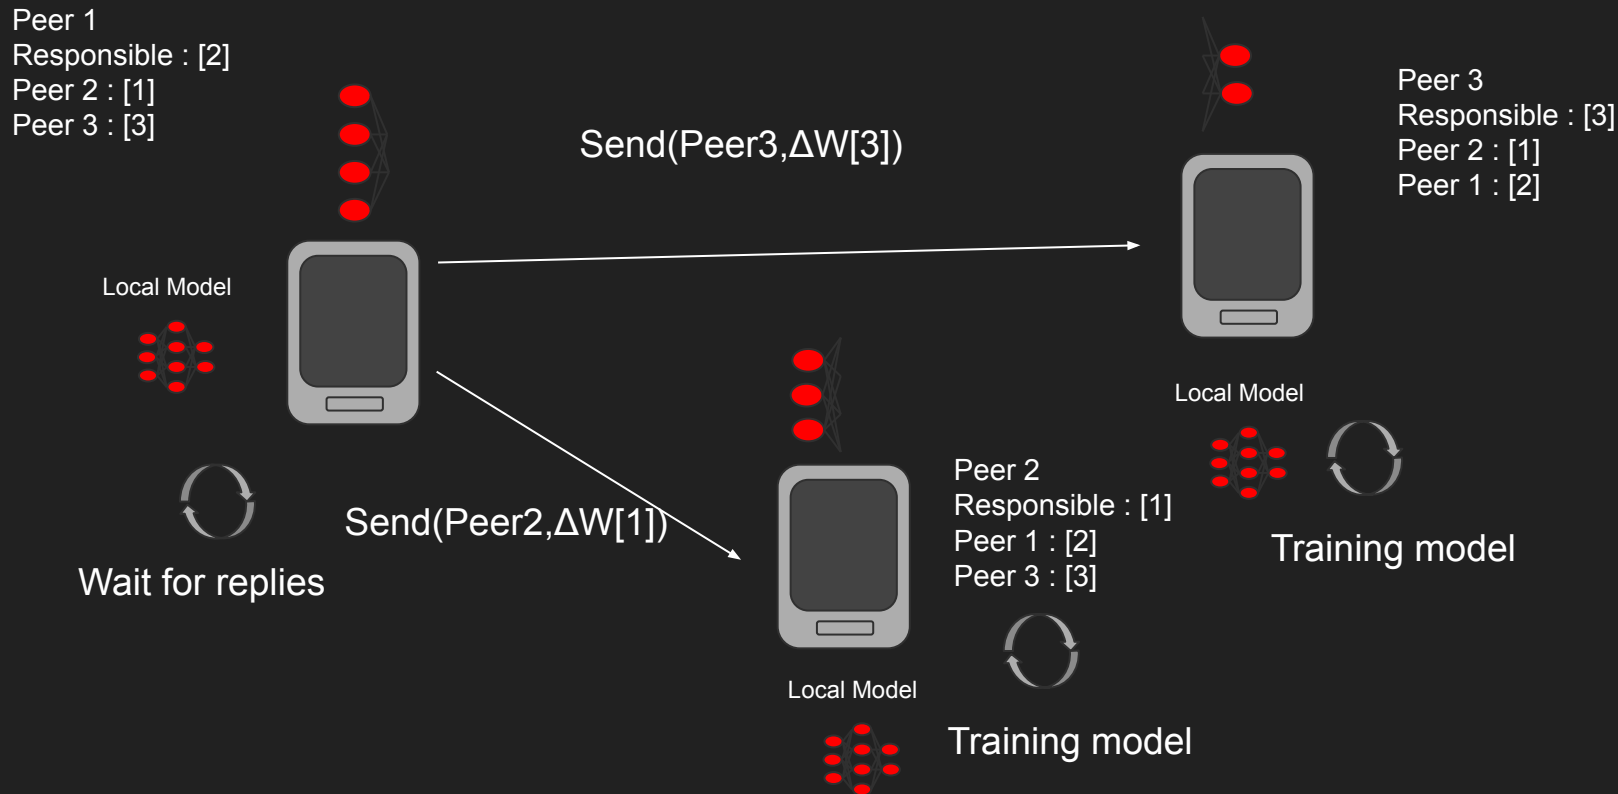 Peer 1
Responsible : [2]
Peer 2 : [1]
Peer 3 : [3]
Send(Peer3,ΔW[3])
Peer 3
Responsible : [3]
Peer 2 : [1]
Peer 1 : [2]
Local Model
Local Model
Peer 2
Responsible : [1]
Peer 1 : [2]
Peer 3 : [3]
Send(Peer2,ΔW[1])
Training model
Wait for replies
Local Model
Training model